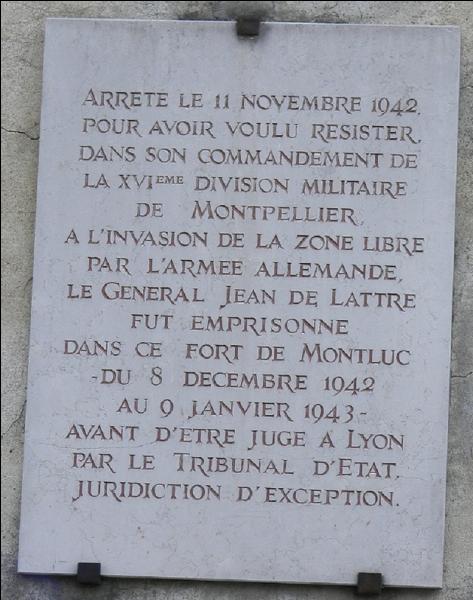 ARRETE LE 11 NOVEMBRE 1942,
POUR AVOIR VOULU RESISTER,
DANS SON COMMANDEMENT DE
LA XVIEME DIVISION MILITAIRE
DE MONTPELLIER,
A L'INVASION DE LA ZONE LIBRE
PAR L'ARMEE ALLEMANDE,
LE GENERAL JEAN DE LATTRE
FUT EMPRISONNE
DANS CE FORT DE MONTLUC
-DU 8 DECEMBRE 1942
AU 9 JANVIER 1943-
AVANT D'ETRE JUGE A LYON
PAR LE TRIBUNAL D'ETAT,
JURIDICTION D'EXCEPTION.